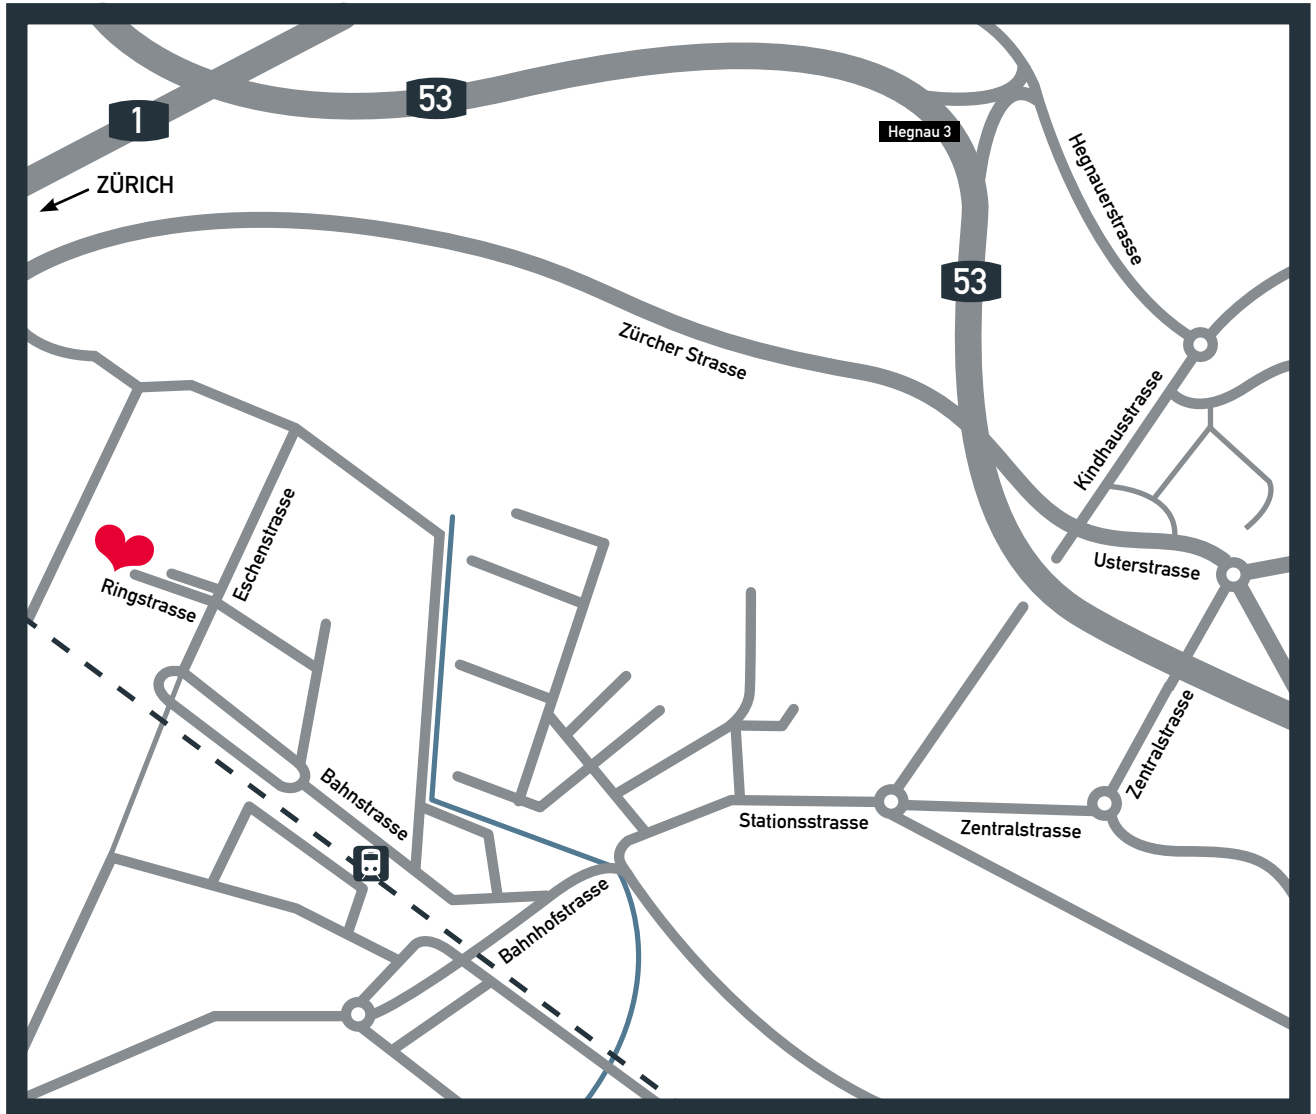 53
1
Hegnau 3
ZÜRICH
Hegnauerstrasse
53
Zürcher Strasse
Kindhausstrasse
Eschenstrasse
Usterstrasse
Ringstrasse
Zentralstrasse
Bahnstrasse
Stationsstrasse
Zentralstrasse
Bahnhofstrasse